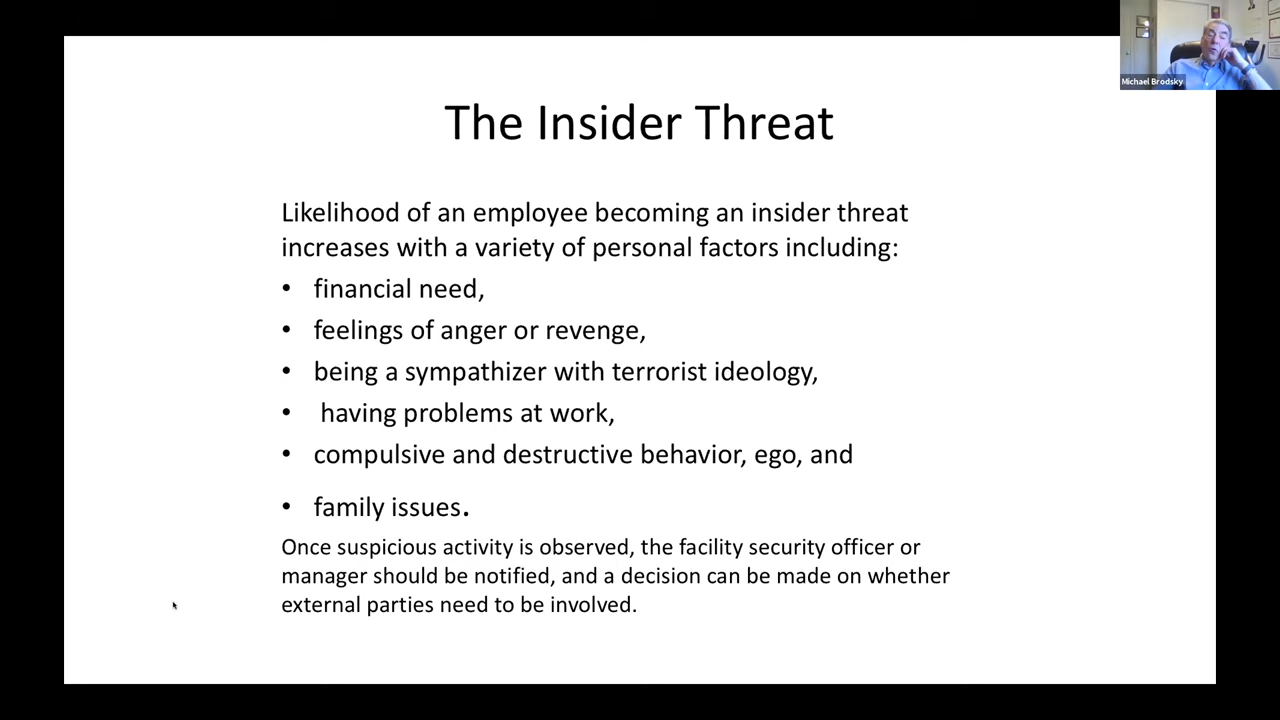 Michael Brodsky
The Insider Threat
Likelihood of an employee becoming an insider threat
increases with a variety of personal factors including:
• financial need,
• feelings of anger or revenge,
• being a sympathizer with terrorist ideology,
• having problems at work,
• compulsive and destructive behavior, ego, and
• family issues.
Once suspicious activity is observed, the facility security officer or
manager should be notified, and a decision can be made on whether
external parties need to be involved.